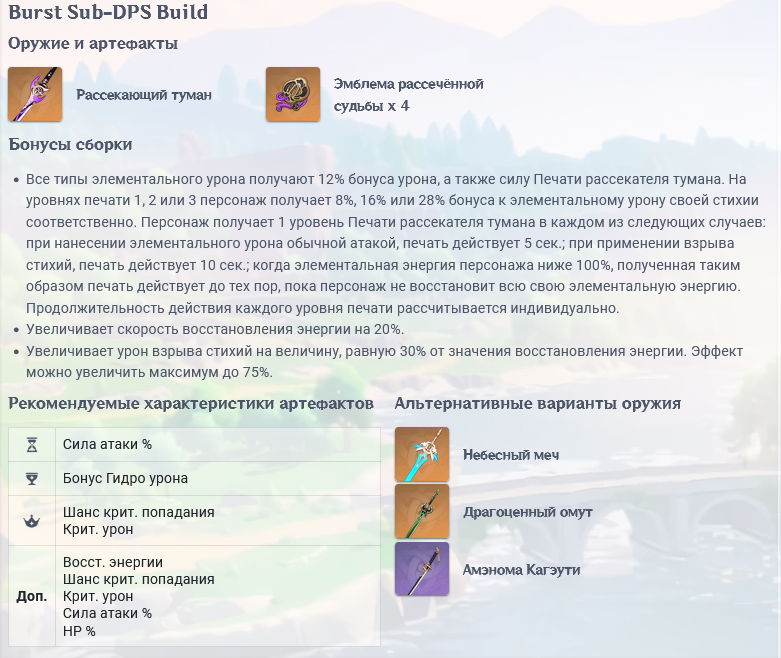 Burst Sub-DPS Build
Оружие и артефакты
Рассекающий туман
Эмблема рассечённой
судьбы x 4
Бонусы сборки
Все типы элементального урона получают 12% бонуса урона, а также силу Печати рассекателя тумана. На
уровнях печати 1, 2 или 3 персонаж получает 8%, 16% или 28% бонуса к элементальному урону своей стихии
соответственно. Персонаж получает 1 уровень Печати рассекателя тумана в каждом из следующих случаев:
при нанесении элементального урона обычной атакой, печать действует 5 сек.; при применении взрыва
стихий, печать действует 10 сек.; когда элементальная энергия персонажа ниже 100%, полученная таким
образом печать действует до тех пор, пока персонаж не восстановит всю свою элементальную энергию.
Продолжительность действия каждого уровня печати рассчитывается индивидуально.
Увеличивает скорость восстановления энергии на 20%.
Увеличивает урон взрыва стихий на величину, равную 30% от значения восстановления энергии. Эффект
можно увеличить максимум до 75%.
Рекомендуемые характеристики артефактов
Сила атаки %
Бонус Гидро урона
Шанс крит. попадания
Крит. урон
Доп.
Восст. энергии
Шанс крит. попадания
Крит. урон
Сила атаки %
HP %
Альтернативные варианты оружия
Небесный меч
Драгоценный омут
Амэнома Кагэути